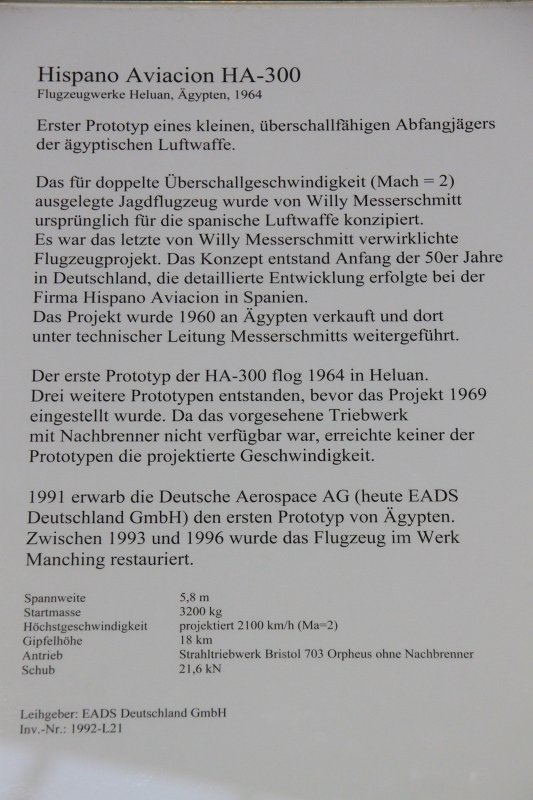 Hispano Aviacion HA-300
Flugzeugwerke Heluan, Ägypten, 1964
Erster Prototyp eines kleinen, überschallfähigen Abfangjägers
der ägyptischen Luftwaffe.
Das für doppelte Überschallgeschwindigkeit (Mach = 2)
ausgelegte Jagdflugzeug wurde von Willy Messerschmitt
ursprünglich für die spanische Luftwaffe konzipiert.
Es war das letzte von Willy Messerschmitt verwirklichte
Flugzeugprojekt. Das Konzept entstand Anfang der 50er Jahre
in Deutschland, die detaillierte Entwicklung erfolgte bei der
Firma Hispano Aviacion in Spanien.
Das Projekt wurde 1960 an Ägypten verkauft und dort
unter technischer Leitung Messerschmitts weitergeführt.
Der erste Prototyp der HA-300 flog 1964 in Heluan.
Drei weitere Prototypen entstanden, bevor das Projekt 1969
eingestellt wurde. Da das vorgesehene Triebwerk
mit Nachbrenner nicht verfügbar war, erreichte keiner der
Prototypen die projektierte Geschwindigkeit.
1991 erwarb die Deutsche Aerospace AG (heute EADS
Deutschland GmbH) den ersten Prototyp von Ägypten.
Zwischen 1993 und 1996 wurde das Flugzeug im Werk
Manching restauriert.
Spannweite 5,8 m
Startmasse 3200 kg
Höchstgeschwindigkeit projektiert 2100 km/h (Ma=2)
Gipfelhöhe 18 km
Antrieb Strahltriebwerk Bristol 703 Orpheus ohne Nachbrenner
Schub 21,6 kN
Leihgeber: EADS Deutschland GmbH
Inv.-Nr.: 1992-L21